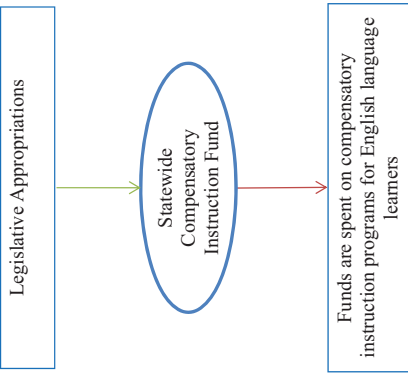 Legislative Appropriations
Statewide
Compensatory
Instruction Fund
Funds are spent on compensatory
instruction programs for English language
learners